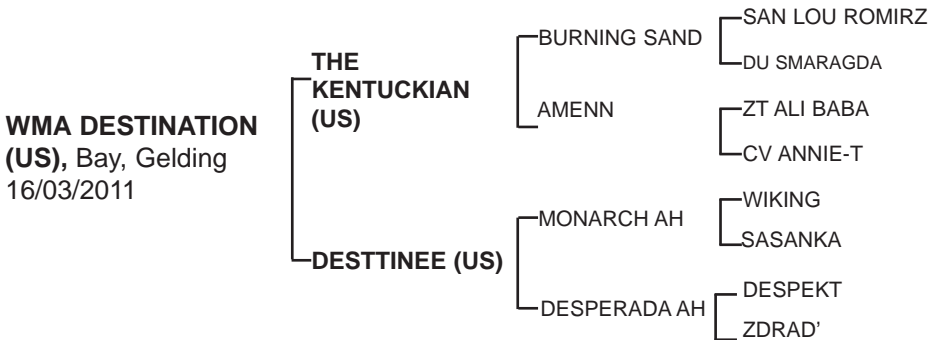 WMA DESTINATION
(US), Bay, Gelding
16/03/2011
THE
KENTUCKIAN
(US)
DESTTINEE (US)
BURNING SAND
AMENN
MONARCH AH
DESPERADA AH
SAN LOU ROMIRZ
DU SMARAGDA
ZT ALI BABA
CV ANNIE-T
WIKING
SASANKA
DESPEKT
ZDRAD'